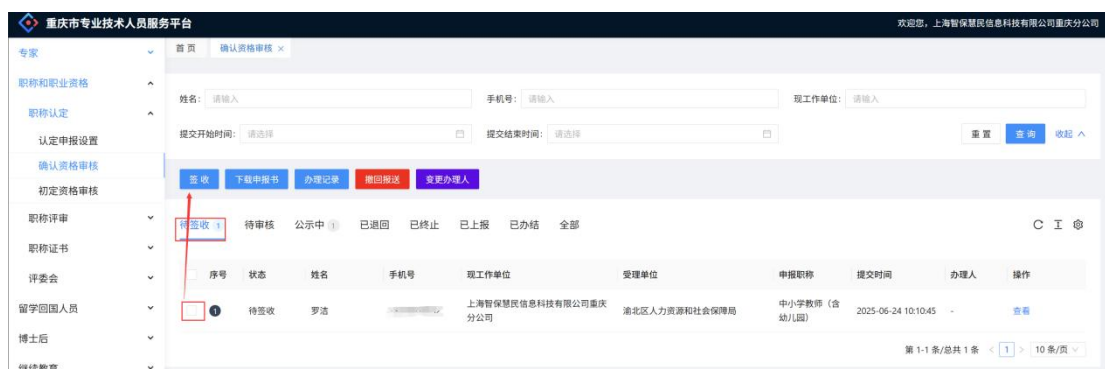 重庆市专业技术人员服务平台
欢迎您，上海智保慧民信息科技有限公司重庆分公司
专家
首页 确认资格审核 ×
职称和职业资格
姓名： 请输入 手机号： 请输入 现工作单位： 请输入
职称认定
提交开始时间： 请选择 提交结束时间： 请选择 重置 查询 收起
认定申报设置
确认资格审核
签收 下载申报书 办理记录 撤回报送 变更办理人
初定资格审核
职称评审
待签收 1 待审核 公示中 1 已退回 已终止 已上报 已办结 全部
职称证书
评委会
序号 状态 姓名 手机号 现工作单位 受理单位 申报职称 提交时间 办理人 操作
留学回国人员
1 待签收 罗洁 上海智保慧民信息科技有限公司重庆 渝北区人力资源和社会保障局 中小学教师（含 2025-06-24 10:10:45 - 查看
分公司 幼儿园）
博士后
第 1-1 条/总共 1 条 < 1 > 10 条/页
继续教育